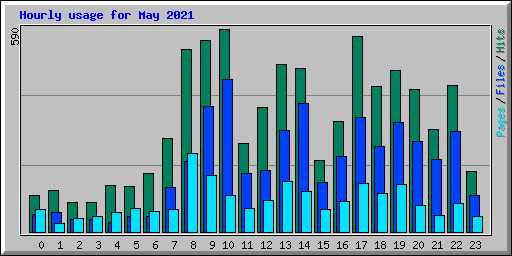 Hourly usage for May 2021
590
Pages / Files / Hits
0 1 2 3 4 5 6 7 8 9 10 11 12 13 14 15 16 17 18 19 20 21 22 23